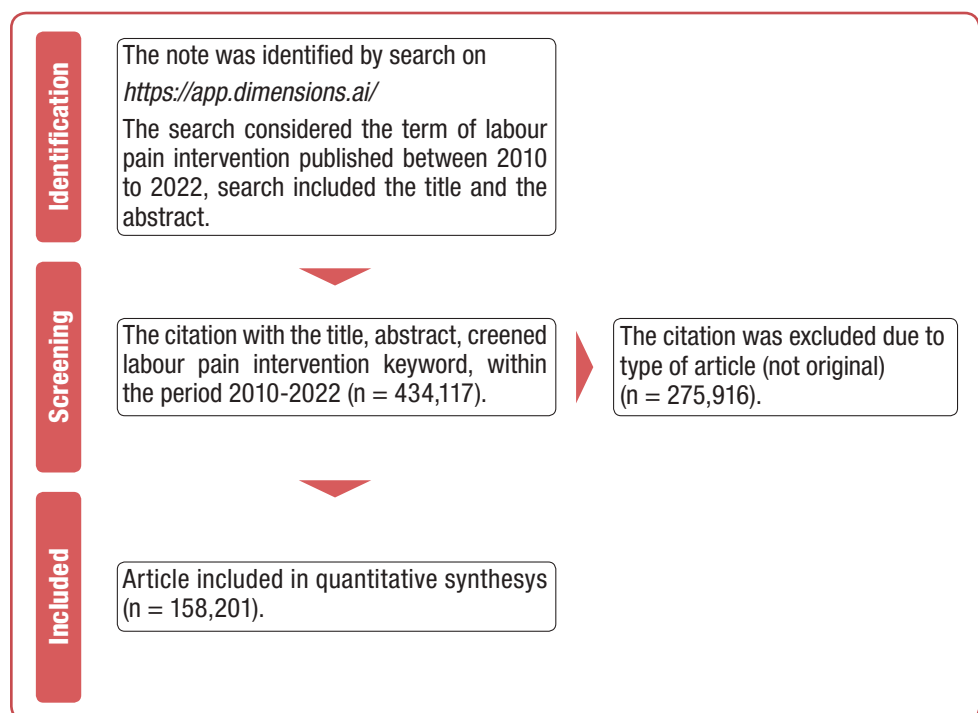 Identification
The note was identified by search on
https://app.dimensions.ai/
The search considered the term of labour
pain intervention published between 2010
to 2022, search included the title and the
abstract.
Screening
The citation with the title, abstract, creened
labour pain intervention keyword, within
the period 2010-2022 (n = 434,117).
The citation was excluded due to
type of article (not original)
(n = 275,916).
Included
Article included in quantitative synthesys
(n = 158,201).